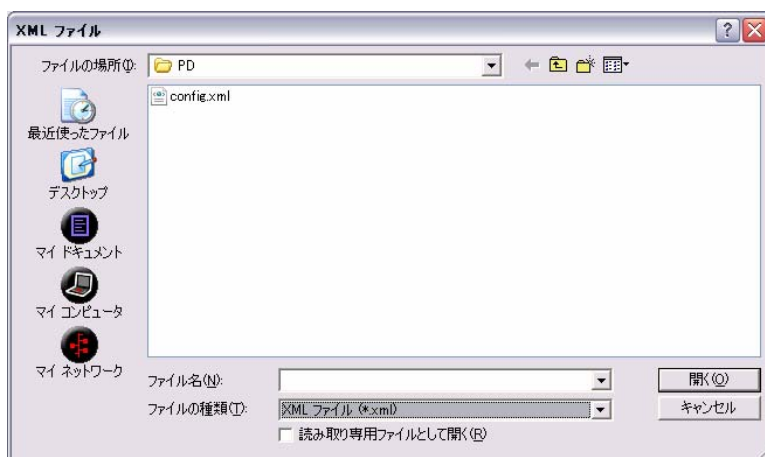 XML ファイル
ファイルの場所(I):
PD
config.xml
最近使ったファイル
デスクトップ
マイ ドキュメント
マイ コンピュータ
マイ ネットワーク
ファイル名(N):
開く(O)
ファイルの種類(T):
XML ファイル (*.xml)
キャンセル
読み取り専用ファイルとして開く(R)